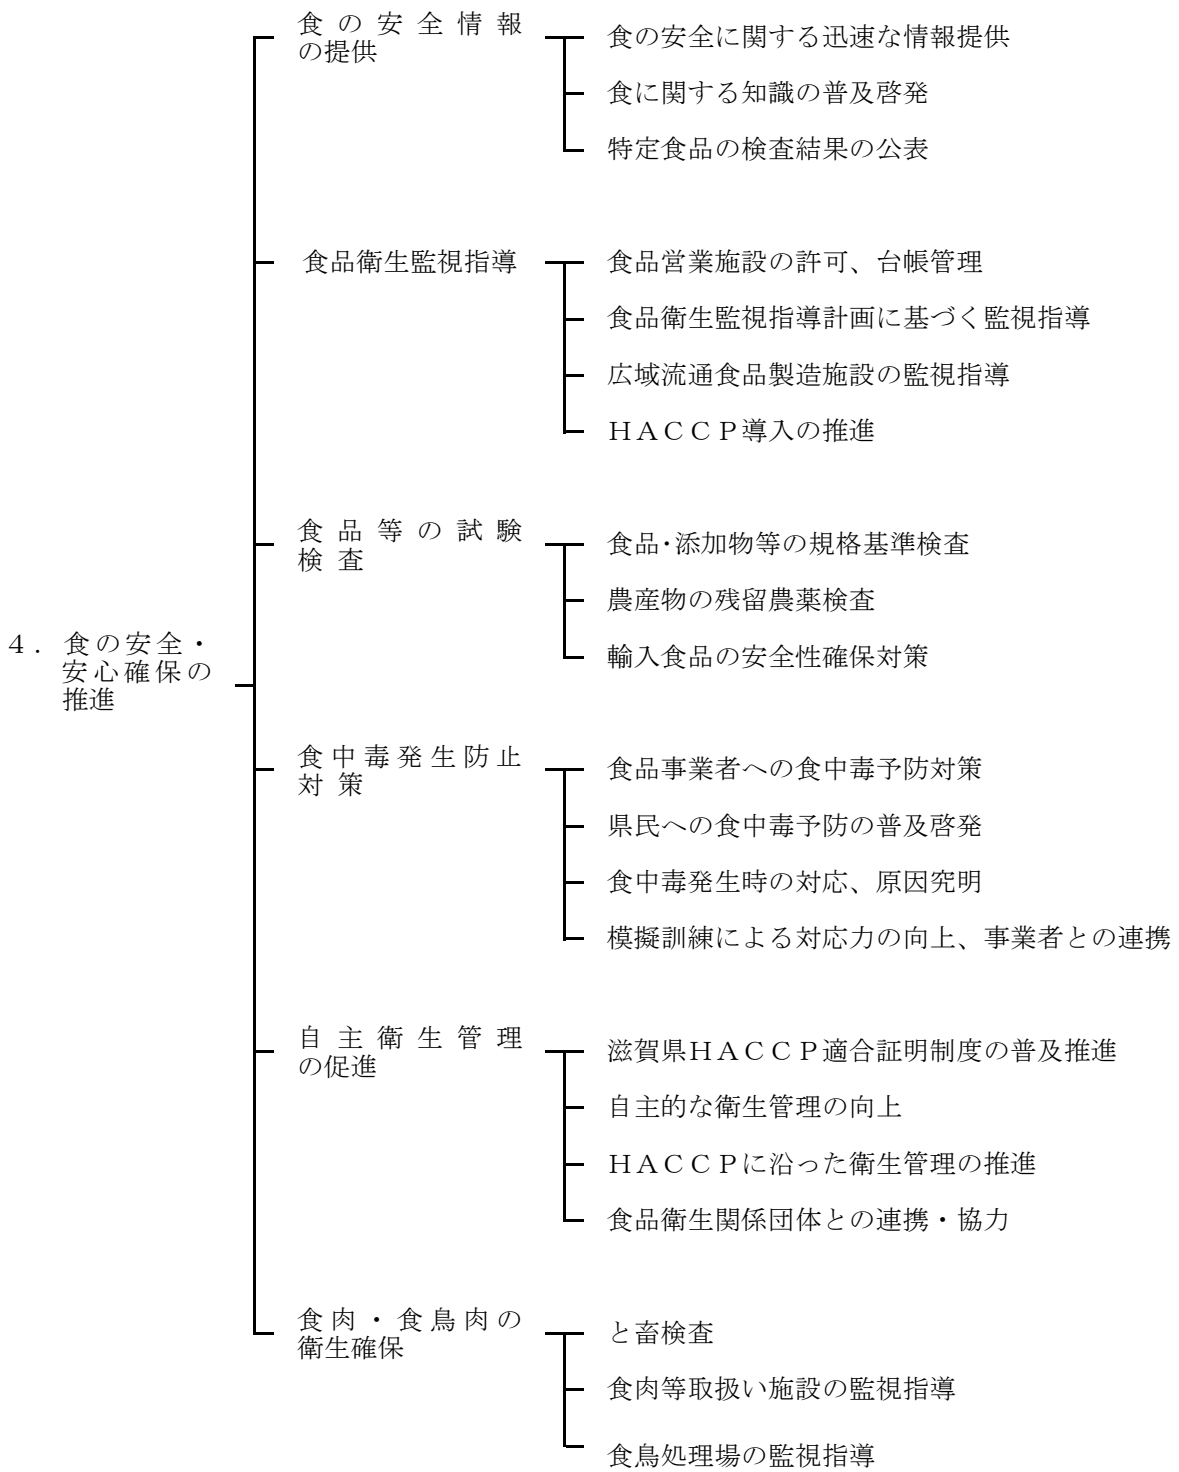 食の安全情報
の提供
食の安全に関する迅速な情報提供
食に関する知識の普及啓発
特定食品の検査結果の公表
食品衛生監視指導
食品営業施設の許可、台帳管理
食品衛生監視指導計画に基づく監視指導
広域流通食品製造施設の監視指導
ＨＡＣＣＰ導入の推進
食品等の試験
検査
食品・添加物等の規格基準検査
農産物の残留農薬検査
輸入食品の安全性確保対策
４．食の安全・
安心確保の
推進
食中毒発生防止
対策
食品事業者への食中毒予防対策
県民への食中毒予防の普及啓発
食中毒発生時の対応、原因究明
模擬訓練による対応力の向上、事業者との連携
自主衛生管理
の促進
滋賀県ＨＡＣＣＰ適合証明制度の普及推進
自主的な衛生管理の向上
ＨＡＣＣＰに沿った衛生管理の推進
食品衛生関係団体との連携・協力
食肉・食鳥肉の
衛生確保
と畜検査
食肉等取扱い施設の監視指導
食鳥処理場の監視指導